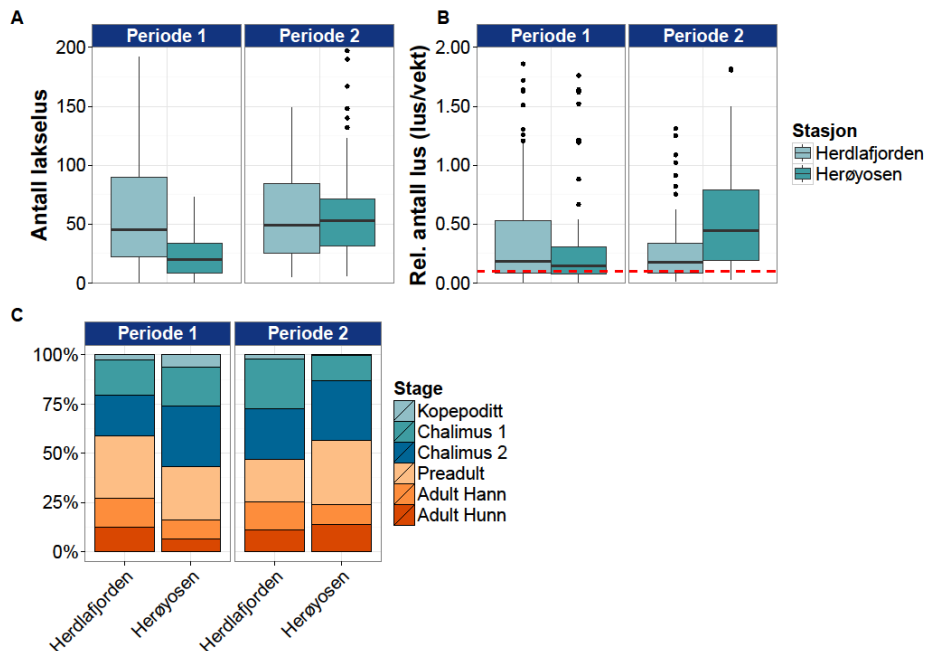 A
Periode 1
Periode 2
200
150
100
50
0
Antall lakselus
B
Periode 1
Periode 2
2.00
1.50
1.00
0.50
0.00
Rel. antall lus (lus/vekt)
Stasjon
Herdlafjorden
Herøyosen
C
Periode 1
Periode 2
100%
75%
50%
25%
0%
Herdlafjorden
Herøyosen
Herdlafjorden
Herøyosen
Stage
Kopepoditt
Chalimus 1
Chalimus 2
Preadult
Adult Hann
Adult Hunn